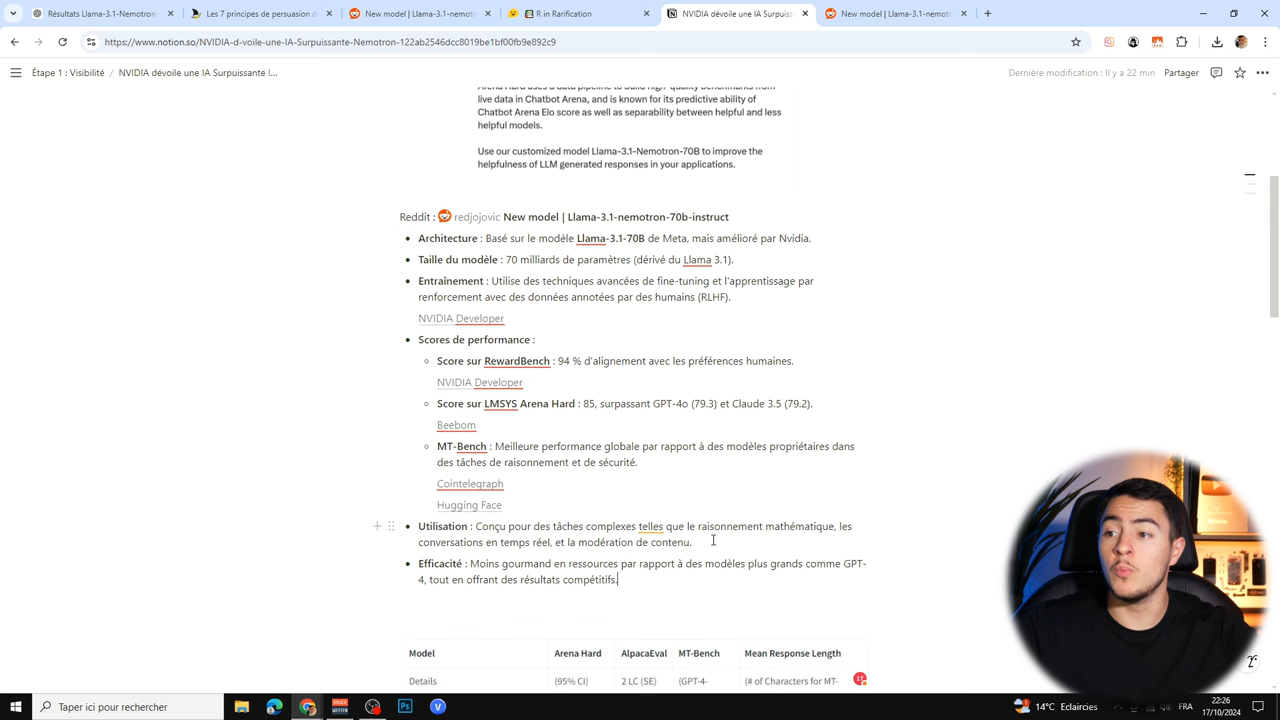 Résultats Llama-3.1-Nemotron-
Les 7 principes de persuasion d
New model | Llama-3.1-nemotr
R in Rarification
NVIDIA dévoile une IA Surpuiss
New model | Llama-3.1-nemotr
https://www.notion.so/NVIDIA-d-voile-une-IA-Surpuissante-Nemotron-122ab2546dcc8019be1bf00fb9e892c9
Étape 1 : Visibilité / NVIDIA dévoile une IA Surpuissante !...
Dernière modification : Il y a 22 min Partager
live data in Chatbot Arena, and is known for its predictive ability of
Chatbot Arena Elo score as well as separability between helpful and less
helpful models.
Use our customized model Llama-3.1-Nemotron-70B to improve the
helpfulness of LLM generated responses in your applications.
Reddit : redjojovic New model | Llama-3.1-nemotron-70b-instruct
Architecture : Basé sur le modèle Llama-3.1-70B de Meta, mais amélioré par Nvidia.
Taille du modèle : 70 milliards de paramètres (dérivé du Llama 3.1).
Entraînement : Utilise des techniques avancées de fine-tuning et l'apprentissage par
renforcement avec des données annotées par des humains (RLHF).
NVIDIA Developer
Scores de performance :
Score sur RewardBench : 94 % d'alignement avec les préférences humaines.
NVIDIA Developer
Score sur LMSYS Arena Hard : 85, surpassant GPT-4o (79.3) et Claude 3.5 (79.2).
Beebom
MT-Bench : Meilleure performance globale par rapport à des modèles propriétaires dans
des tâches de raisonnement et de sécurité.
Cointelegraph
Hugging Face
Utilisation : Conçu pour des tâches complexes telles que le raisonnement mathématique, les
conversations en temps réel, et la modération de contenu.
Efficacité : Moins gourmand en ressources par rapport à des modèles plus grands comme GPT-
4, tout en offrant des résultats compétitifs.
Model Arena Hard AlpacaEval MT-Bench Mean Response Length
Details (95% CI) 2 LC (SE) (GPT-4- (# of Characters for MT-
17
Taper ici pour rechercher
14°C Eclaircies
FRA
22:26
17/10/2024